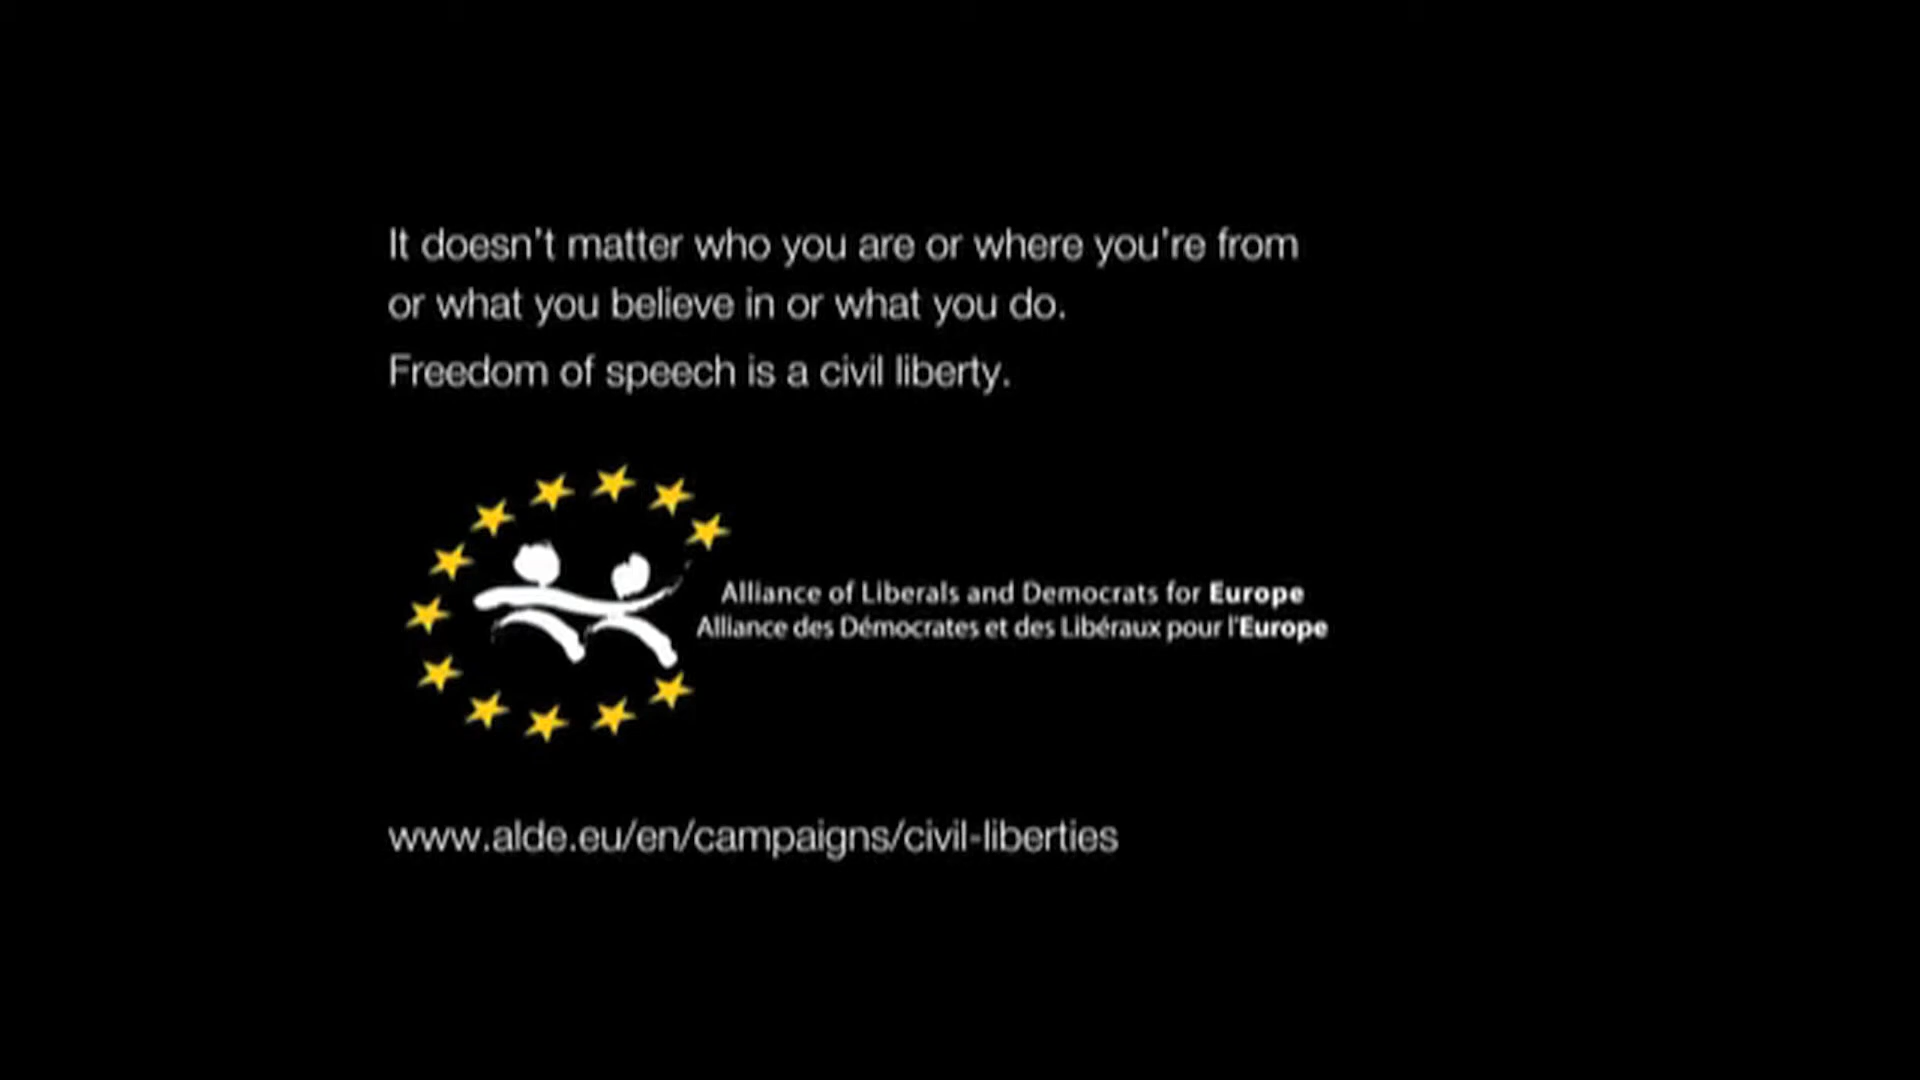 It doesn't matter who you are or where you're from
or what you believe in or what you do.
Freedom of speech is a civil liberty.
Alliance of Liberals and Democrats for Europe
Alliance des Démocrates et des Libéraux pour l'Europe
www.alde.eu/en/campaigns/civil-liberties